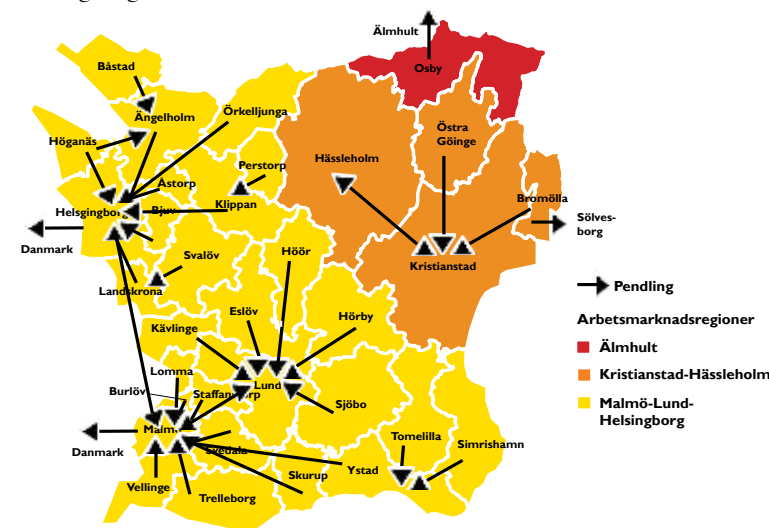 Älmhult
Osby
Båstad
Ängelholm
Örkelljunga
Höganäs
Östra
Göinge
Hässleholm
Perstorp
Åstorp
Klippan
Bromölla
Helsingborg
Bjuv
Sölves-
borg
Danmark
Svalöv
Höör
Kristianstad
Landskrona
Pendling
Eslöv
Hörby
Arbetsmarknadsregioner
Kävlinge
Älmhult
Lomma
Kristianstad-Hässleholm
Burlöv
Staffanstorp
Lund
Sjöbo
Malmö-Lund-
Helsingborg
Malmö
Danmark
Svedala
Tomelilla
Simrishamn
Ystad
Skurup
Vellinge
Trelleborg